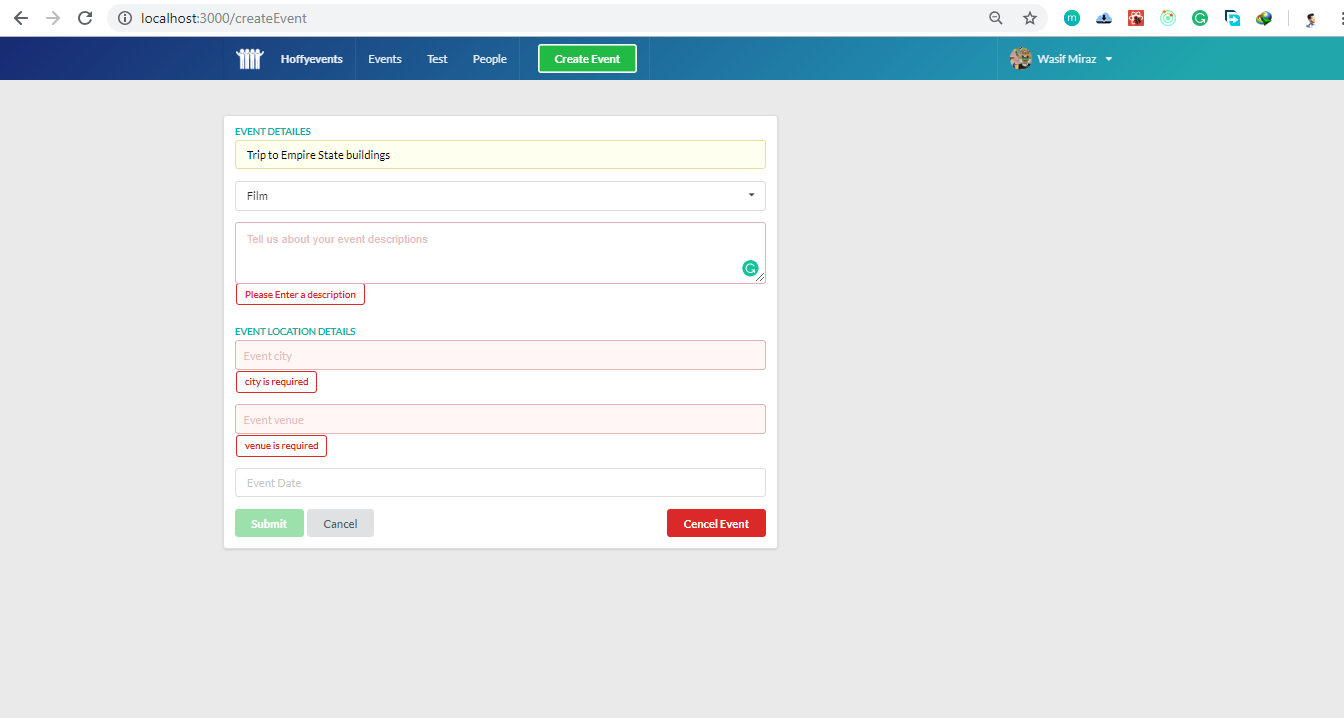 localhost:3000/createEvent
Hoffyevents Events Test People Create Event Wasif Miraz
EVENT DETAILES
Trip to Empire State buildings
Film
Tell us about your event descriptions
Please Enter a description
EVENT LOCATION DETAILS
Event city
city is required
Event venue
venue is required
Event Date
Submit Cancel Cencel Event